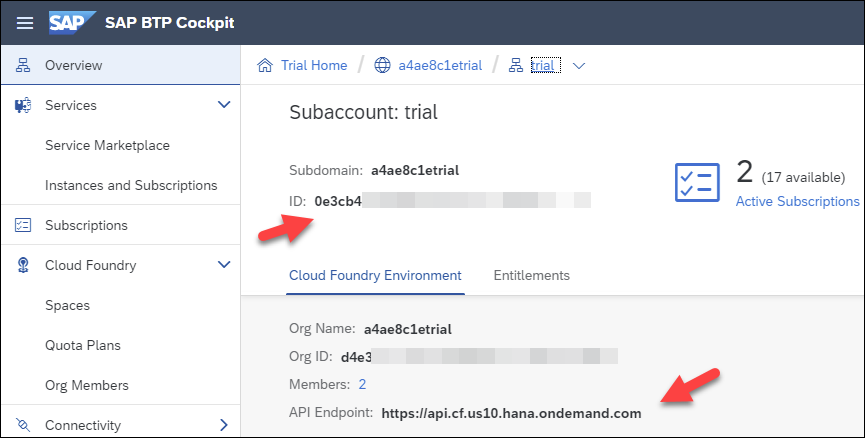 SAP SAP BTP Cockpit
Overview
Services
Service Marketplace
Instances and Subscriptions
Subscriptions
Cloud Foundry
Spaces
Quota Plans
Org Members
Connectivity
Trial Home / a4ae8c1etrial / trial
Subaccount: trial
Subdomain: a4ae8c1etrial
ID: 0e3cb4
2 (17 available)
Active Subscriptions
Cloud Foundry Environment Entitlements
Org Name: a4ae8c1etrial
Org ID: d4e3
Members: 2
API Endpoint: https://api.cf.us10.hana.ondemand.com